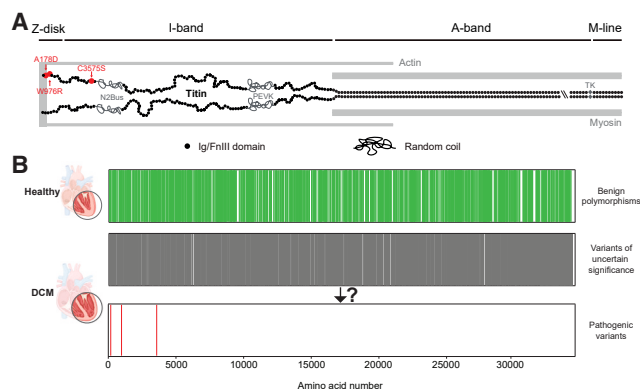 A
Z-disk
I-band
A-band
M-line
A178D
C3575S
W976R
N2Bus
Titin
PEVK
Actin
TK
Myosin
Ig/FnIII domain
Random coil
B
Healthy
Benign
polymorphisms
DCM
Variants of
uncertain
significance
?
Pathogenic
variants
0
5000
10000
15000
20000
25000
30000
Amino acid number